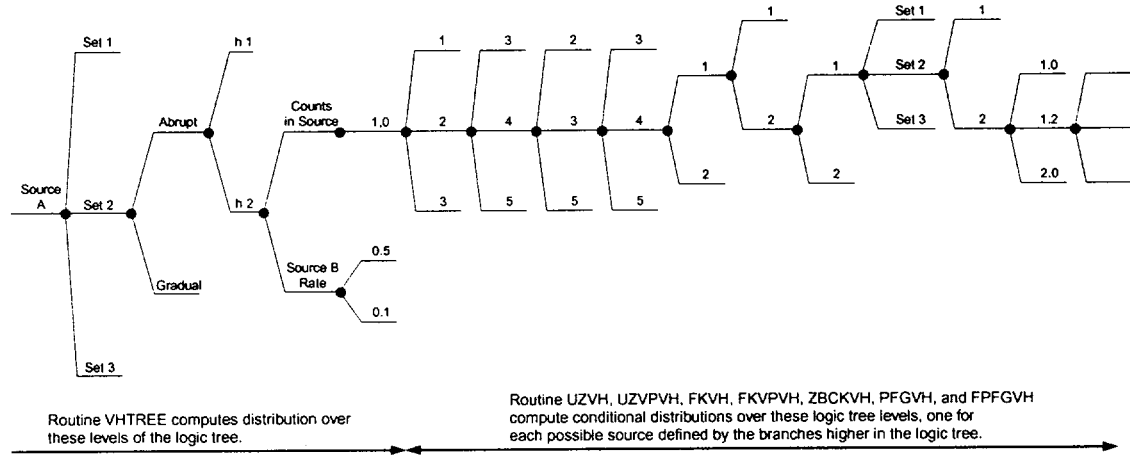 1
Set 1
1
Set 1
h 1
1
3
2
3
1
1
Set 2
1.0
Abrupt
Counts
in Source
1,0
2
4
3
4
2
Set 3
2
1.2
Source
A
Set 2
h 2
3
5
5
5
2
2
2.0
Gradual
Source B
Rate
0.5
0.1
Set 3
Routine VHTREE computes distribution over
these levels of the logic tree.
Routine UZVH, UZVPVH, FKVH, FKVPVH, ZBCKVH, PFGVH, and FPFGVH
compute conditional distributions over these logic tree levels, one for
each possible source defined by the branches higher in the logic tree.